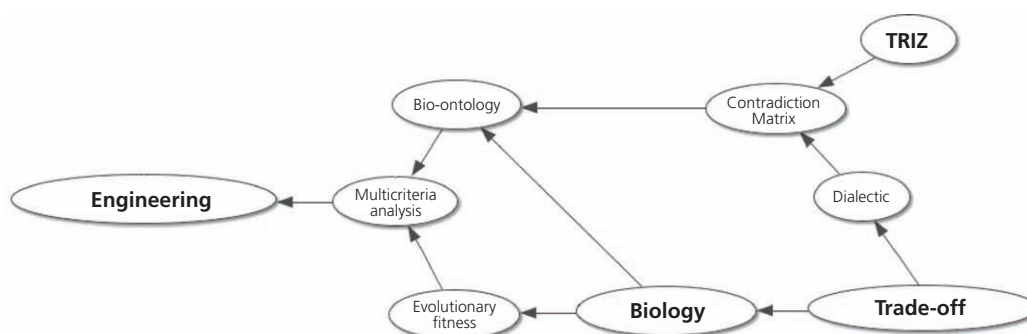 TRIZ
Bio-ontology
Contradiction
Matrix
Engineering
Multicriteria
analysis
Dialectic
Evolutionary
fitness
Biology
Trade-off